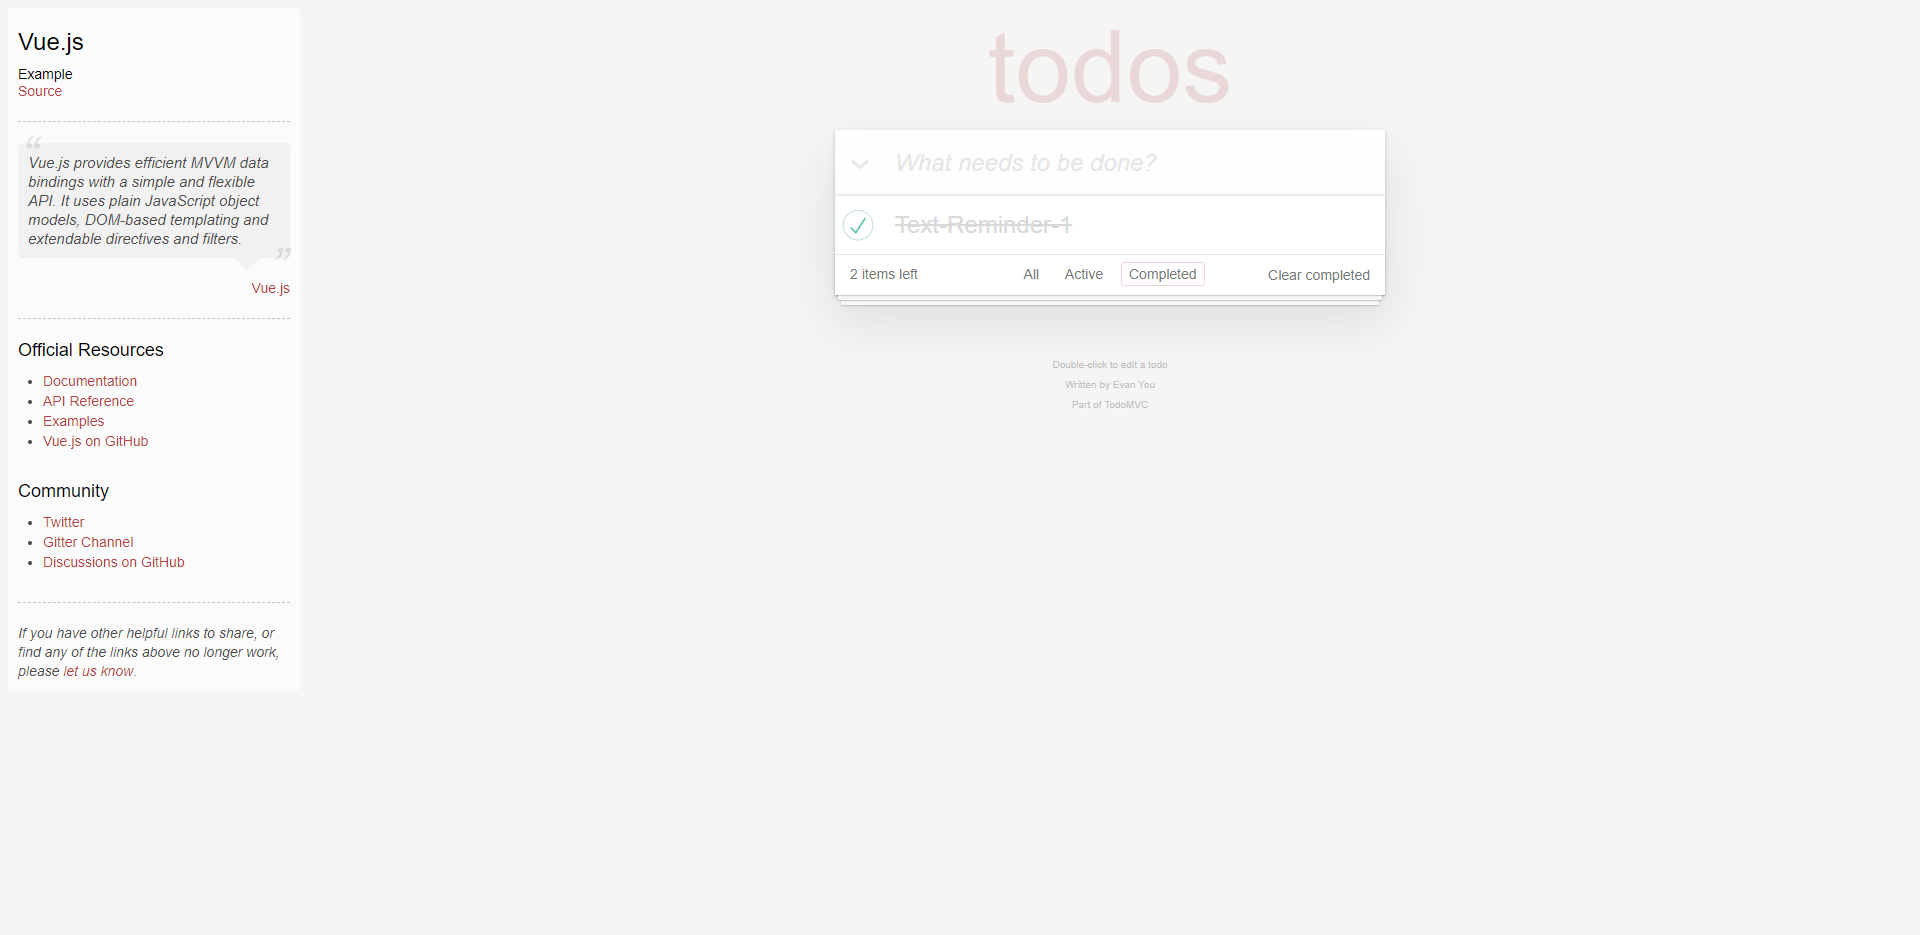 Vue.js
Example
Source
“
Vue.js provides efficient MVVM data
bindings with a simple and flexible
API. It uses plain JavaScript object
models, DOM-based templating and
extendable directives and filters.
”
Vue.js
Official Resources
• Documentation
• API Reference
• Examples
• Vue.js on GitHub
Community
• Twitter
• Gitter Channel
• Discussions on GitHub
If you have other helpful links to share, or
find any of the links above no longer work,
please let us know.
todos
What needs to be done?
Text-Reminder-1
2 items left All Active Completed Clear completed
Double-click to edit a todo
Written by Evan You
Part of TodoMVC